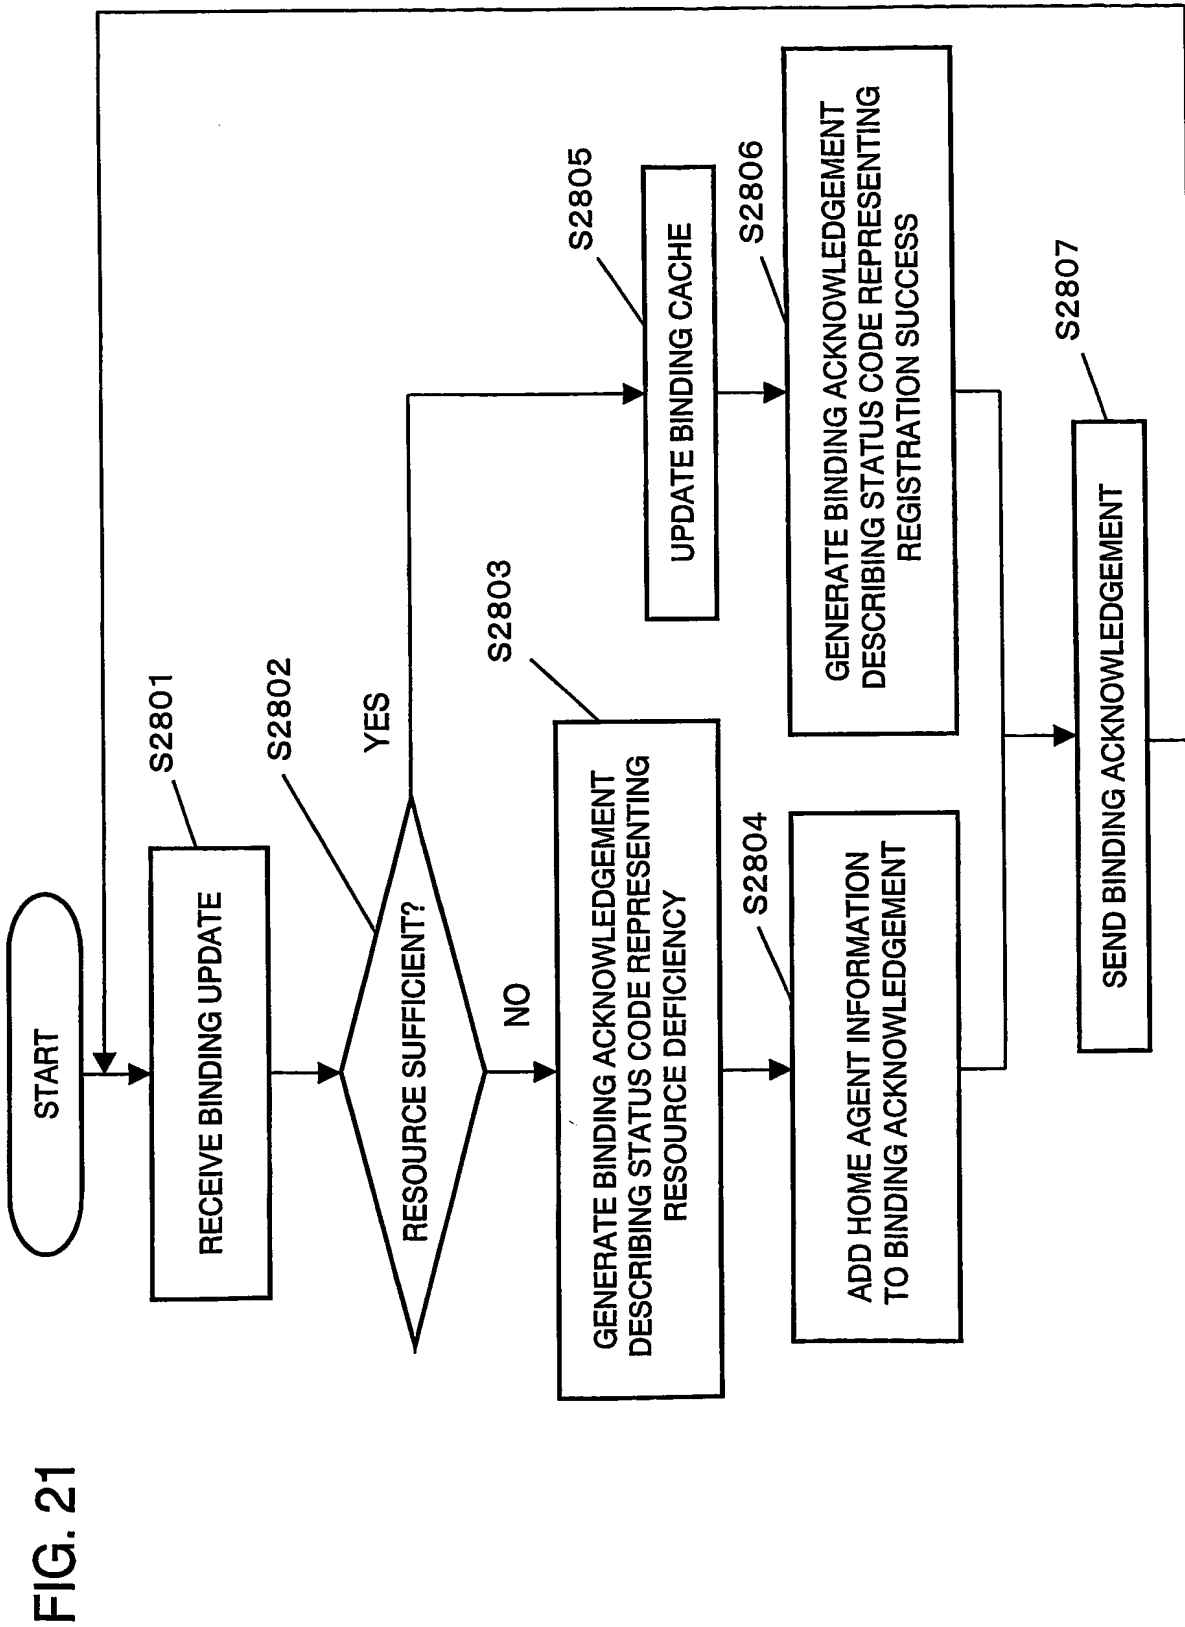 FIG. 21
START
S2801
RECEIVE BINDING UPDATE
S2802
RESOURCE SUFFICIENT?
YES
NO
S2803
GENERATE BINDING ACKNOWLEDGEMENT
DESCRIBING STATUS CODE REPRESENTING
RESOURCE DEFICIENCY
S2804
ADD HOME AGENT INFORMATION
TO BINDING ACKNOWLEDGEMENT
S2805
UPDATE BINDING CACHE
S2806
GENERATE BINDING ACKNOWLEDGEMENT
DESCRIBING STATUS CODE REPRESENTING
REGISTRATION SUCCESS
S2807
SEND BINDING ACKNOWLEDGEMENT